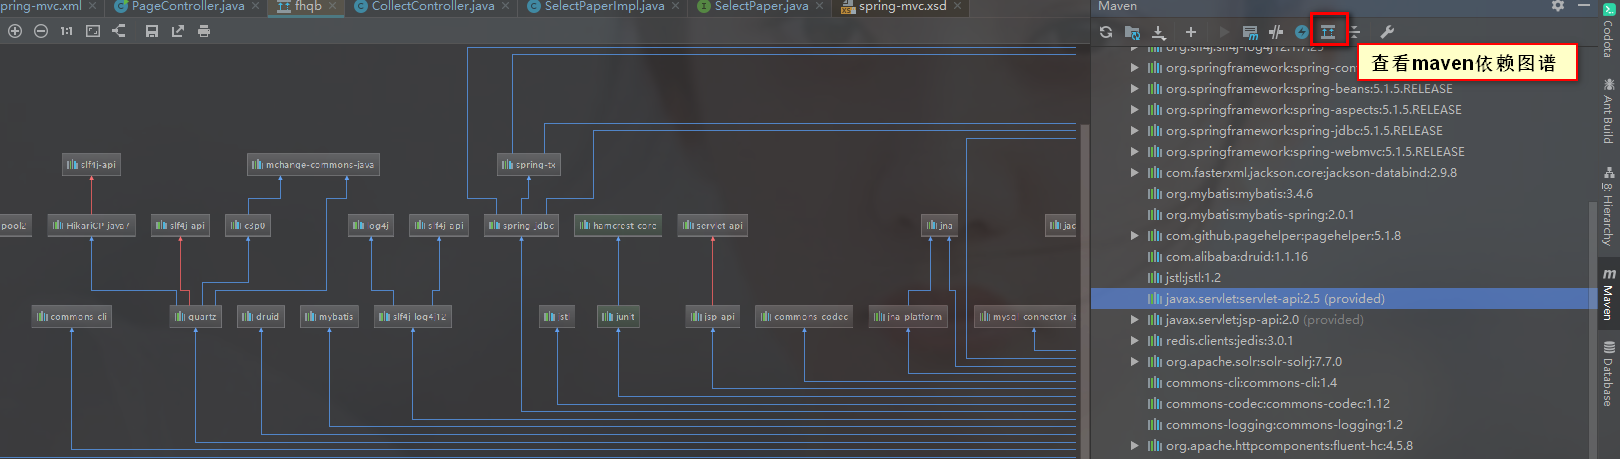 spring-mvc.xml
PageController.java
fhqb
CollectController.java
SelectPaperImpl.java
SelectPaper.java
spring-mvc.xsd
Maven
1:1
查看maven依赖图谱
org.slf4j:slf4j-log4j12:1.7.25
org.springframework:spring-con
org.springframework:spring-beans:5.1.5.RELEASE
org.springframework:spring-aspects:5.1.5.RELEASE
org.springframework:spring-jdbc:5.1.5.RELEASE
org.springframework:spring-webmvc:5.1.5.RELEASE
com.fasterxml.jackson.core:jackson-databind:2.9.8
org.mybatis:mybatis:3.4.6
org.mybatis:mybatis-spring:2.0.1
com.github.pagehelper:pagehelper:5.1.8
com.alibaba:druid:1.1.16
jstl:jstl:1.2
javax.servlet:servlet-api:2.5 (provided)
javax.servlet:jsp-api:2.0 (provided)
redis.clients:jedis:3.0.1
org.apache.solr:solr-solrj:7.7.0
commons-cli:commons-cli:1.4
commons-codec:commons-codec:1.12
commons-logging:commons-logging:1.2
org.apache.httpcomponents:fluent-hc:4.5.8
slf4j-api
mchange-commons-java
spring-tx
pool2
HikariCP-java7
slf4j-api
c3p0
log4j
slf4j-api
spring-jdbc
hamcrest-core
servlet-api
jna
jac
commons-cli
quartz
druid
mybatis
slf4j-log4j12
jstl
junit
jsp-api
commons-codec
jna-platform
mysql-connector-ja
Codota
Ant Build
Hierarchy
Maven
Database